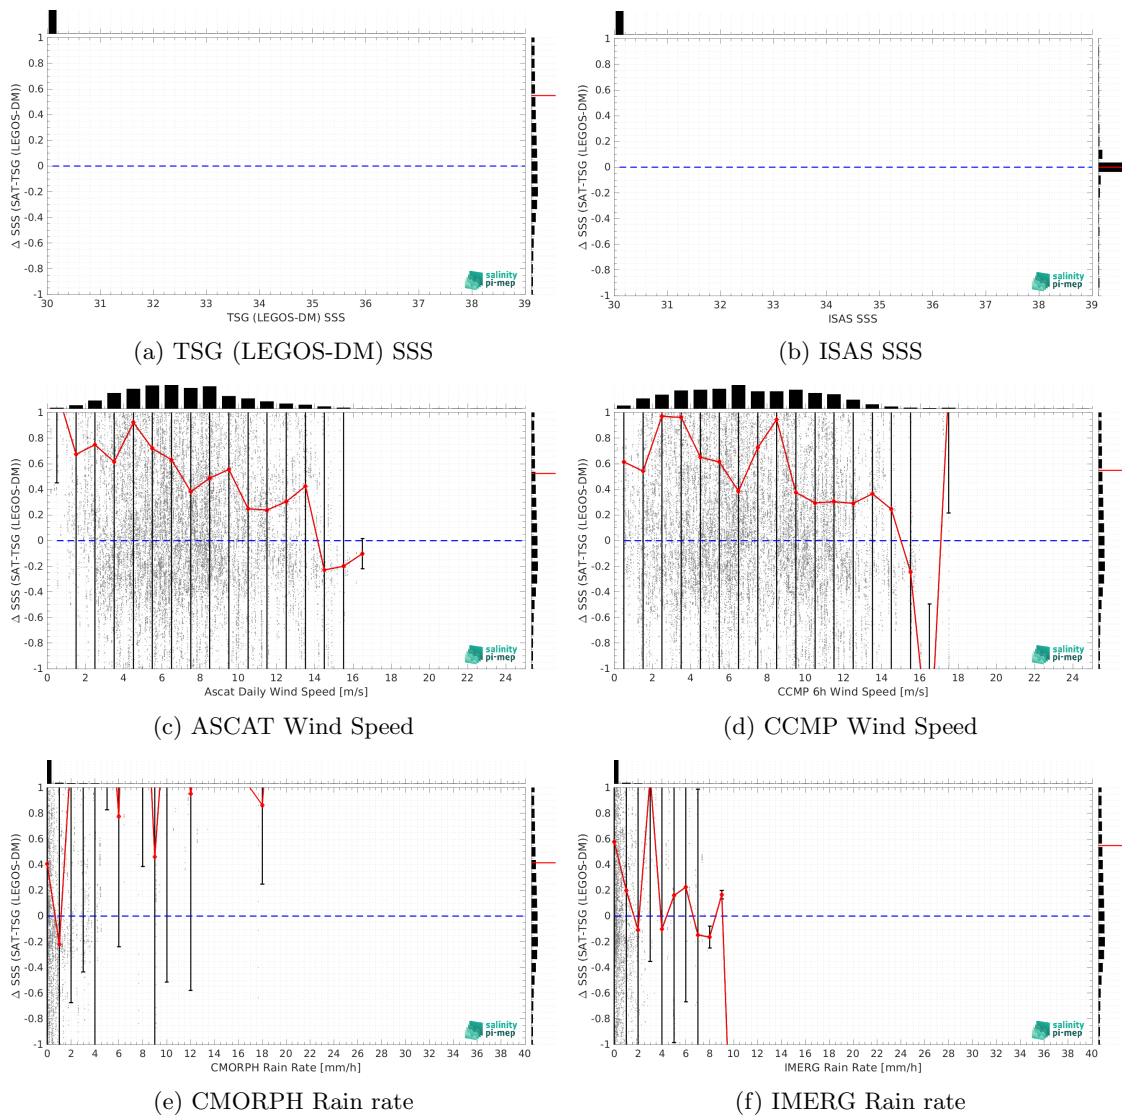 Δ SSS (SAT-TSG (LEGOS-DM))
1
0.8
0.6
0.4
0.2
0
-0.2
-0.4
-0.6
-0.8
-1
salinity
pi-mep
30 31 32 33 34 35 36 37 38 39
TSG (LEGOS-DM) SSS
(a) TSG (LEGOS-DM) SSS
Δ SSS (SAT-TSG (LEGOS-DM))
1
0.8
0.6
0.4
0.2
0
-0.2
-0.4
-0.6
-0.8
-1
salinity
pi-mep
30 31 32 33 34 35 36 37 38 39
ISAS SSS
(b) ISAS SSS
Δ SSS (SAT-TSG (LEGOS-DM))
1
0.8
0.6
0.4
0.2
0
-0.2
-0.4
-0.6
-0.8
-1
salinity
pi-mep
0 2 4 6 8 10 12 14 16 18 20 22 24
Ascat Daily Wind Speed [m/s]
(c) ASCAT Wind Speed
Δ SSS (SAT-TSG (LEGOS-DM))
1
0.8
0.6
0.4
0.2
0
-0.2
-0.4
-0.6
-0.8
-1
salinity
pi-mep
0 2 4 6 8 10 12 14 16 18 20 22 24
CCMP 6h Wind Speed [m/s]
(d) CCMP Wind Speed
Δ SSS (SAT-TSG (LEGOS-DM))
1
0.8
0.6
0.4
0.2
0
-0.2
-0.4
-0.6
-0.8
-1
salinity
pi-mep
0 2 4 6 8 10 12 14 16 18 20 22 24 26 28 30 32 34 36 38 40
CMORPH Rain Rate [mm/h]
(e) CMORPH Rain rate
Δ SSS (SAT-TSG (LEGOS-DM))
1
0.8
0.6
0.4
0.2
0
-0.2
-0.4
-0.6
-0.8
-1
salinity
pi-mep
0 2 4 6 8 10 12 14 16 18 20 22 24 26 28 30 32 34 36 38 40
IMERG Rain Rate [mm/h]
(f) IMERG Rain rate